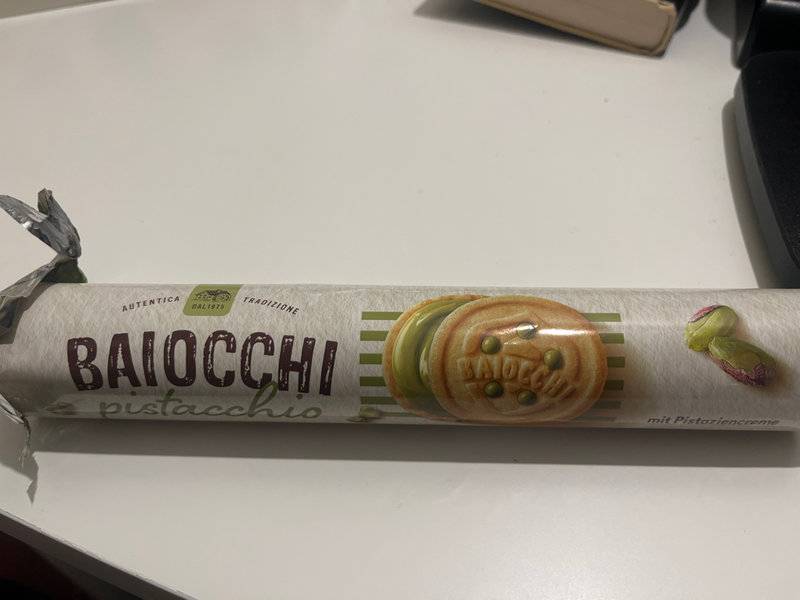 AUTENTICA
DAL 1975
TRADIZIONE
BAIOCCHI
pistacchio
BAIOCCHI
mit Pistaziencreme